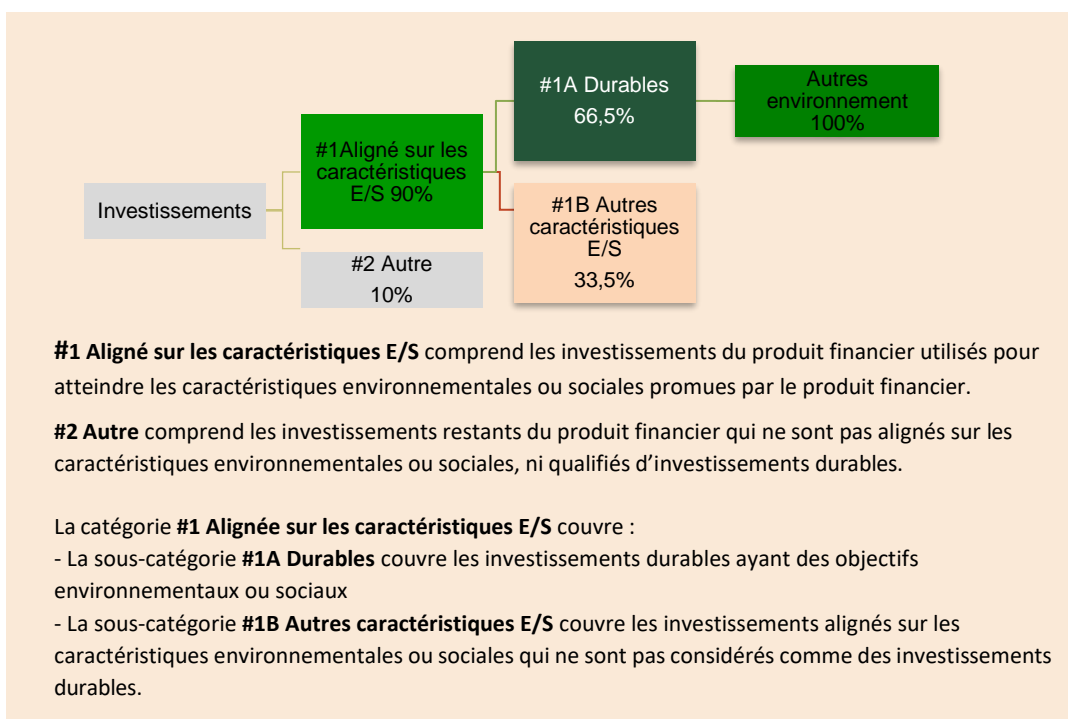 #1A Durables
66,5%
Autres
environnement
100%
#1Aligné sur les
caractéristiques
E/S 90%
Investissements
#1B Autres
caractéristiques
E/S
33,5%
#2 Autre
10%
#1 Aligné sur les caractéristiques E/S comprend les investissements du produit financier utilisés pour
atteindre les caractéristiques environnementales ou sociales promues par le produit financier.
#2 Autre comprend les investissements restants du produit financier qui ne sont pas alignés sur les
caractéristiques environnementales ou sociales, ni qualifiés d’investissements durables.
La catégorie #1 Alignée sur les caractéristiques E/S couvre :
- La sous-catégorie #1A Durables couvre les investissements durables ayant des objectifs
environnementaux ou sociaux
- La sous-catégorie #1B Autres caractéristiques E/S couvre les investissements alignés sur les
caractéristiques environnementales ou sociales qui ne sont pas considérés comme des investissements
durables.